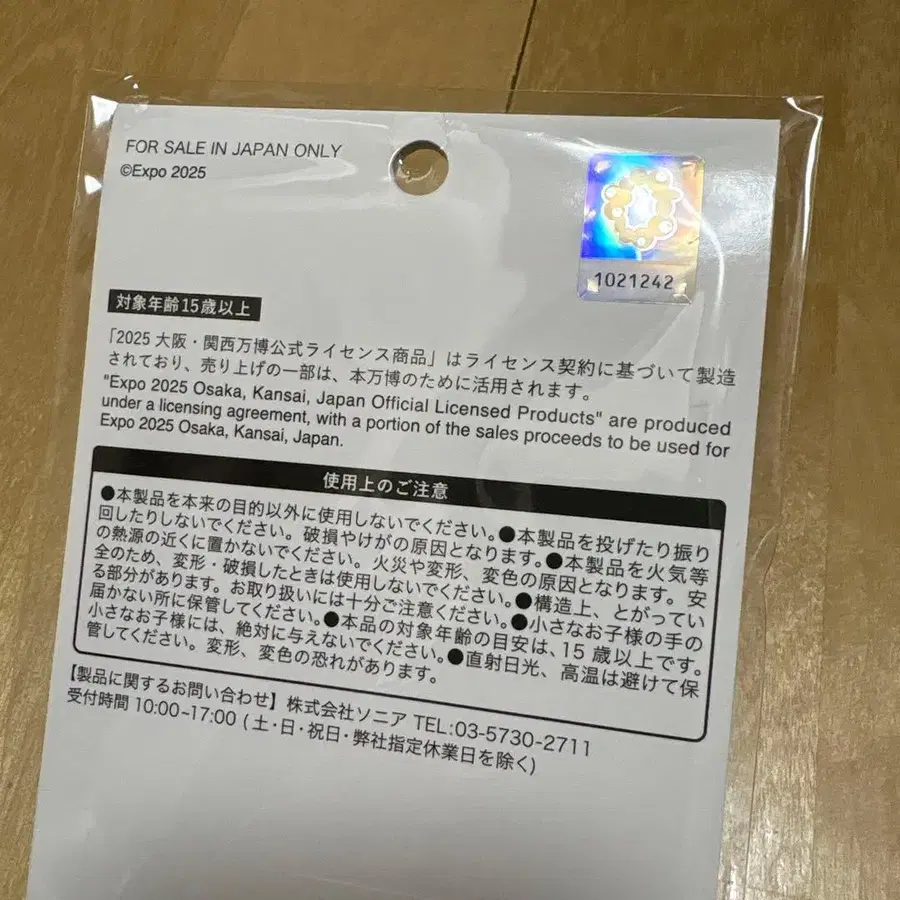 FOR SALE IN JAPAN ONLY
©Expo 2025
1021242
対象年齢15歳以上
「2025 大阪・関西万博公式ライセンス商品」はライセンス契約に基づいて製造
されており、売り上げの一部は、本万博のために活用されます。
"Expo 2025 Osaka, Kansai, Japan Official Licensed Products" are produced
under a licensing agreement, with a portion of the sales proceeds to be used for
Expo 2025 Osaka, Kansai, Japan.
使用上のご注意
●本製品を本来の目的以外に使用しないでください。●本製品を投げたり振り
回したりしないでください。破損やけがの原因となります。●本製品を火気等
の熱源の近くに置かないでください。火災や変形、変色の原因となります。安
全のため、変形・破損したときは使用しないでください。●構造上、とがってい
る部分があります。お取り扱いには十分ご注意ください。●小さなお子様の手の
届かない所に保管してください。●本品の対象年齢の目安は、15 歳以上です。
小さなお子様には、絶対に与えないでください。●直射日光、高温は避けて保
管してください。変形、変色の恐れがあります。
【製品に関するお問い合わせ】株式会社ソニア TEL:03-5730-2711
受付時間 10:00~17:00 (土・日・祝日・弊社指定休業日を除く)